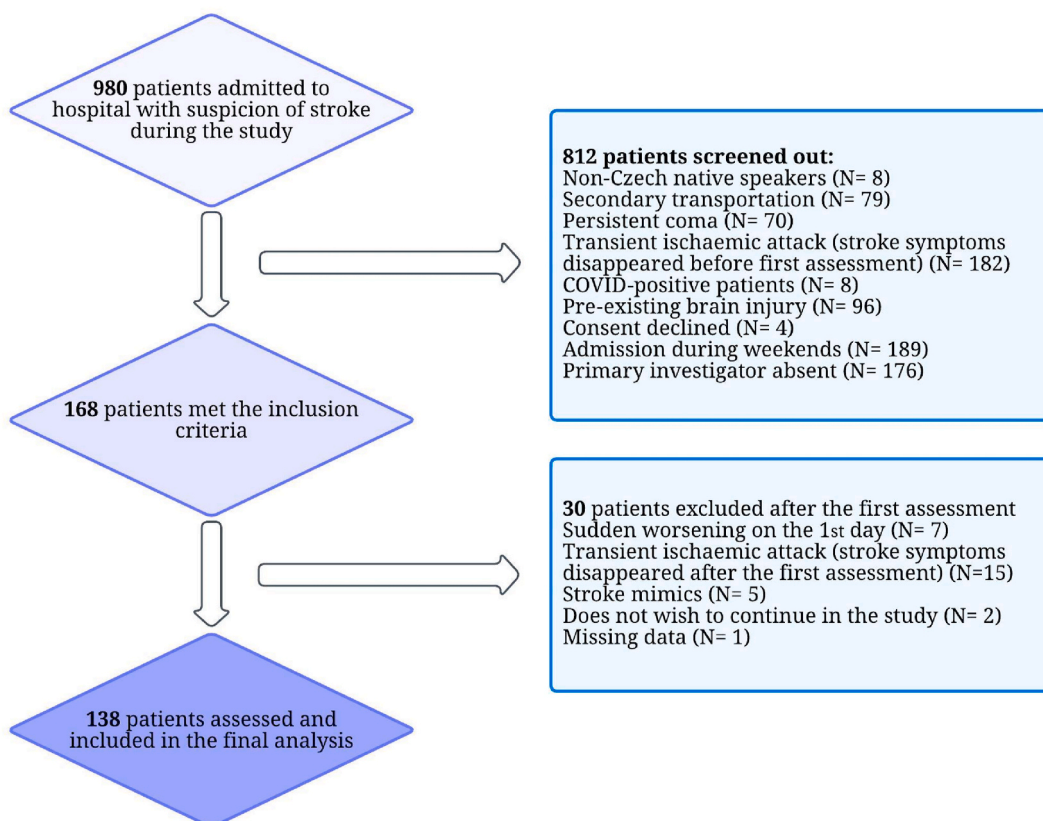 980 patients admitted to
hospital with suspicion of stroke
during the study
812 patients screened out:
Non-Czech native speakers (N= 8)
Secondary transportation (N= 79)
Persistent coma (N= 70)
Transient ischaemic attack (stroke symptoms
disappeared before first assessment) (N= 182)
COVID-positive patients (N= 8)
Pre-existing brain injury (N= 96)
Consent declined (N= 4)
Admission during weekends (N= 189)
Primary investigator absent (N= 176)
168 patients met the inclusion
criteria
30 patients excluded after the first assessment
Sudden worsening on the 1st day (N= 7)
Transient ischaemic attack (stroke symptoms
disappeared after the first assessment) (N=15)
Stroke mimics (N= 5)
Does not wish to continue in the study (N= 2)
Missing data (N= 1)
138 patients assessed and
included in the final analysis